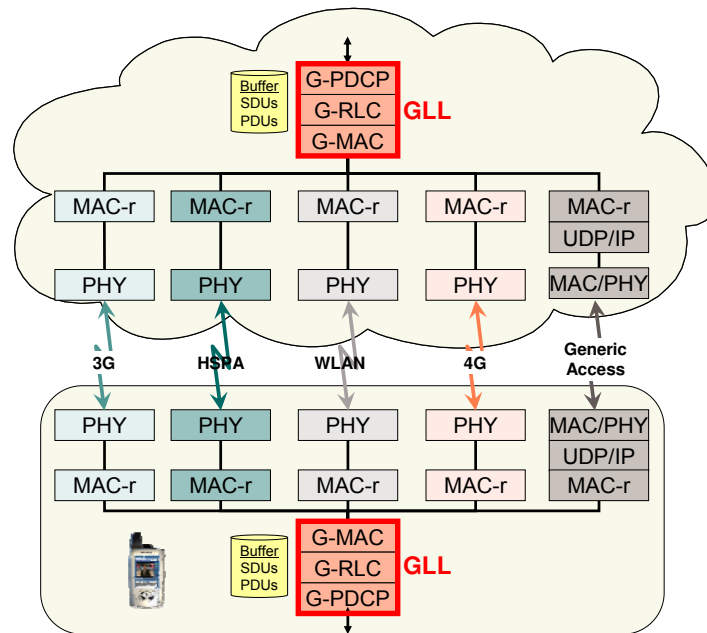 G-PDCP
Buffer
SDUs
PDUs
G-RLC
GLL
G-MAC
MAC-r
MAC-r
MAC-r
MAC-r
MAC-r
UDP/IP
PHY
PHY
PHY
PHY
MAC/PHY
3G
HSPA
WLAN
4G
Generic
Access
PHY
PHY
PHY
PHY
MAC/PHY
UDP/IP
MAC-r
MAC-r
MAC-r
MAC-r
MAC-r
G-MAC
Buffer
SDUs
PDUs
G-RLC
GLL
G-PDCP